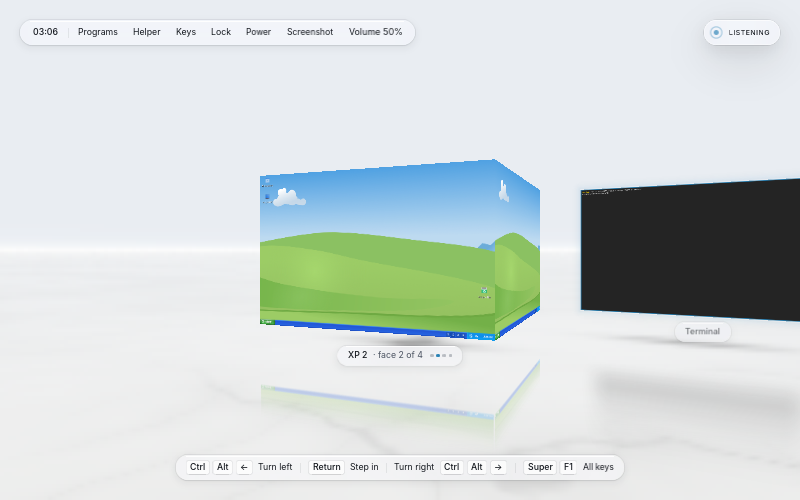 03:06 Programs Helper Keys Lock Power Screenshot Volume 50%
LISTENING
Terminal
XP 2 · face 2 of 4
Ctrl Alt ← Turn left Return Step in Turn right Ctrl Alt → Super F1 All keys